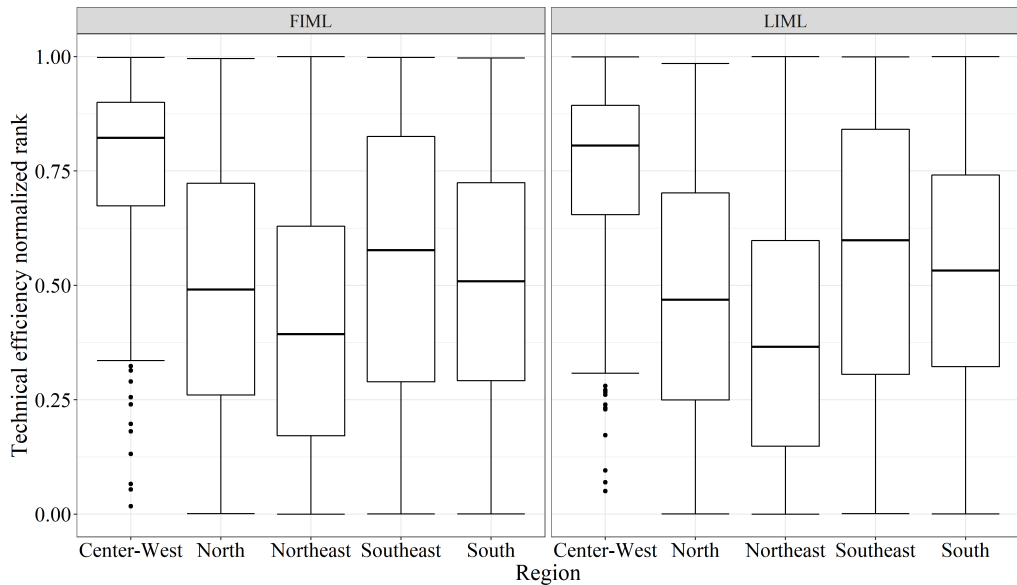 FIML LIML
Technical efficiency normalized rank
1.00
0.75
0.50
0.25
0.00
Center-West North Northeast Southeast South Center-West North Northeast Southeast South
Region